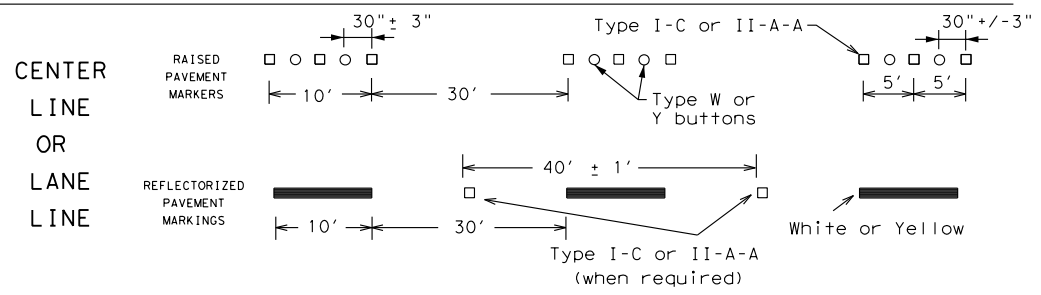 30"± 3"
Type I-C or II-A-A
30"+/-3"
CENTER
LINE
OR
LANE
LINE
RAISED
PAVEMENT
MARKERS
10'
30'
Type W or
Y buttons
5'
5'
40' ± 1'
REFLECTORIZED
PAVEMENT
MARKINGS
10'
30'
Type I-C or II-A-A
(when required)
White or Yellow